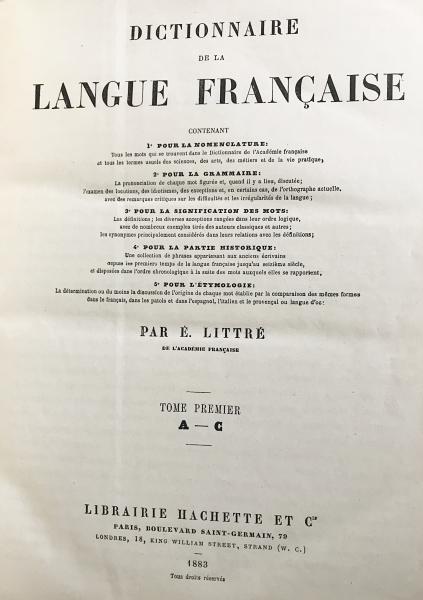 DICTIONNAIRE
DE LA
LANGUE FRANÇAISE
CONTENANT
1° POUR LA NOMENCLATURE:
Tous les mots qui se trouvent dans le Dictionnaire de l'Académie française
et tous les termes usuels des sciences, des arts, des métiers et de la vie pratique,
2° POUR LA GRAMMAIRE:
La prononciation de chaque mot figurée et, quand il y a lieu, discutée;
l'examen des locutions, des idiotismes, des exceptions et, en certains cas, de l'orthographe actuelle,
avec des remarques critiques sur les difficultés et les irrégularités de la langue;
3° POUR LA SIGNIFICATION DES MOTS:
Les définitions; les diverses acceptions rangées dans leur ordre logique,
avec de nombreux exemples tirés des auteurs classiques et autres;
les synonymes principalement considérés dans leurs relations avec les définitions;
4° POUR LA PARTIE HISTORIQUE:
Une collection de phrases appartenant aux anciens écrivains
depuis les premiers temps de la langue française jusqu'au seizième siècle,
et disposées dans l'ordre chronologique à la suite des mots auxquels elles se rapportent,
5° POUR L'ÉTYMOLOGIE:
La détermination ou du moins la discussion de l'origine de chaque mot établie par la comparaison des mêmes formes
dans le français, dans les patois et dans l'espagnol, l'italien et le provençal ou langue d'oc:
PAR É. LITTRÉ
DE L'ACADÉMIE FRANÇAISE
TOME PREMIER
A — C
LIBRAIRIE HACHETTE ET Cie
PARIS, BOULEVARD SAINT-GERMAIN, 79
LONDRES, 18, KING WILLIAM STREET, STRAND (W. C.)
1883
Tous droits réservés